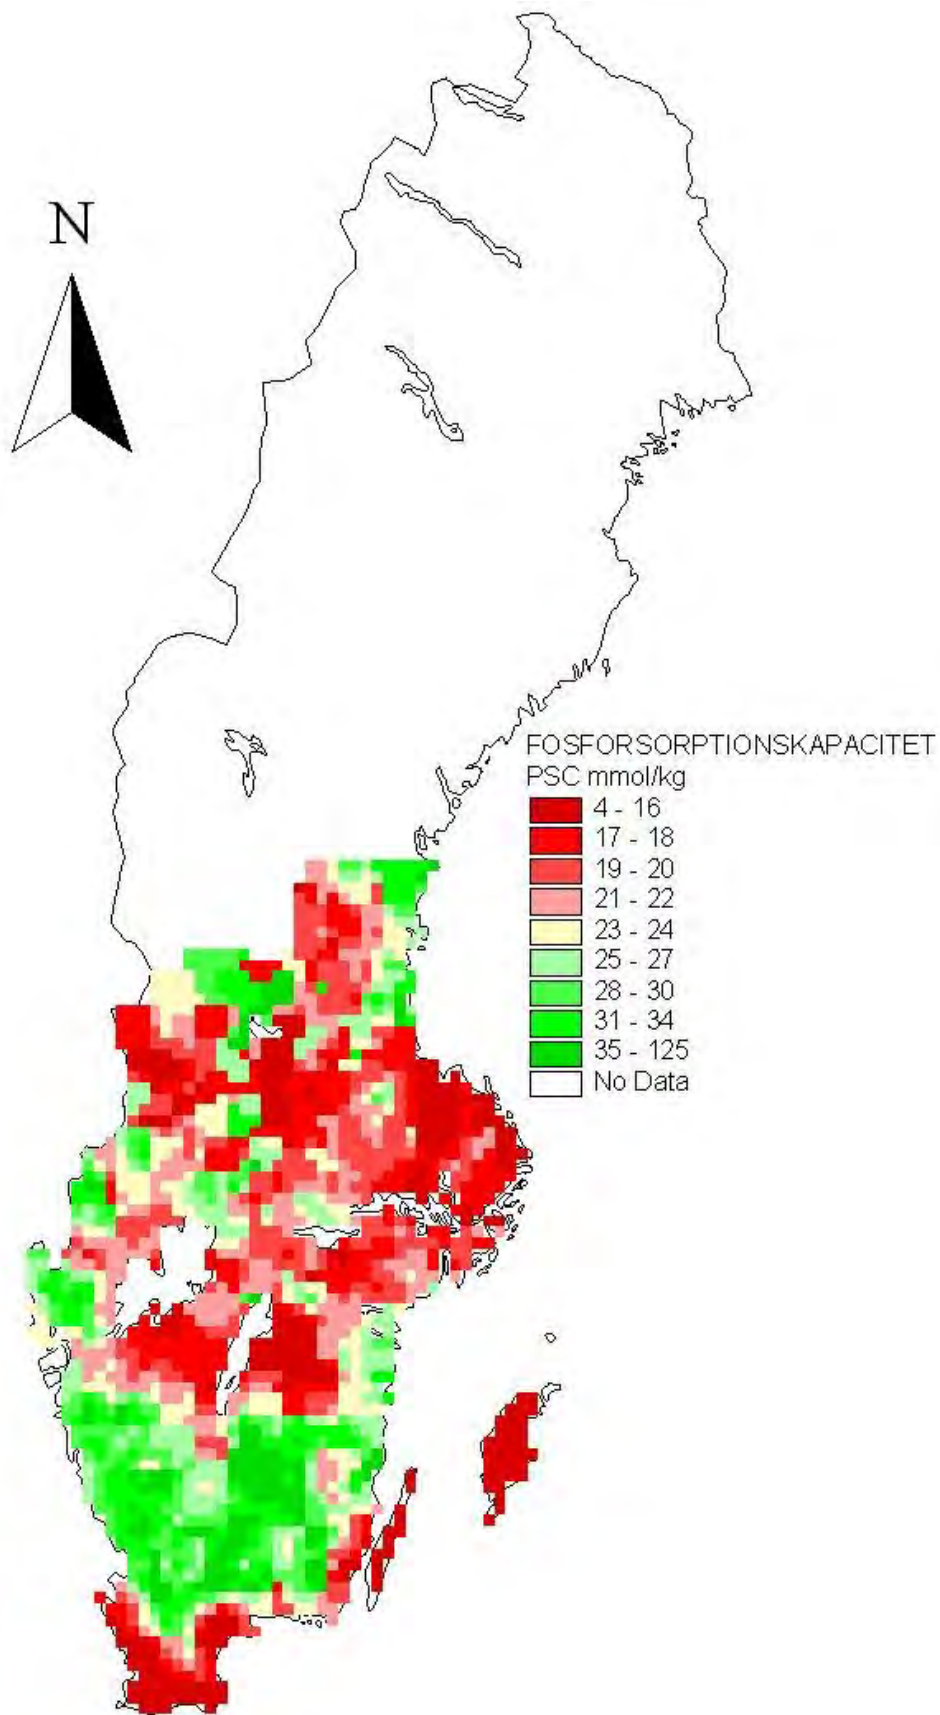 N
FOSFORSORPTIONSKAPACITET
PSC mmol/kg
4 - 16
17 - 18
19 - 20
21 - 22
23 - 24
25 - 27
28 - 30
31 - 34
35 - 125
No Data